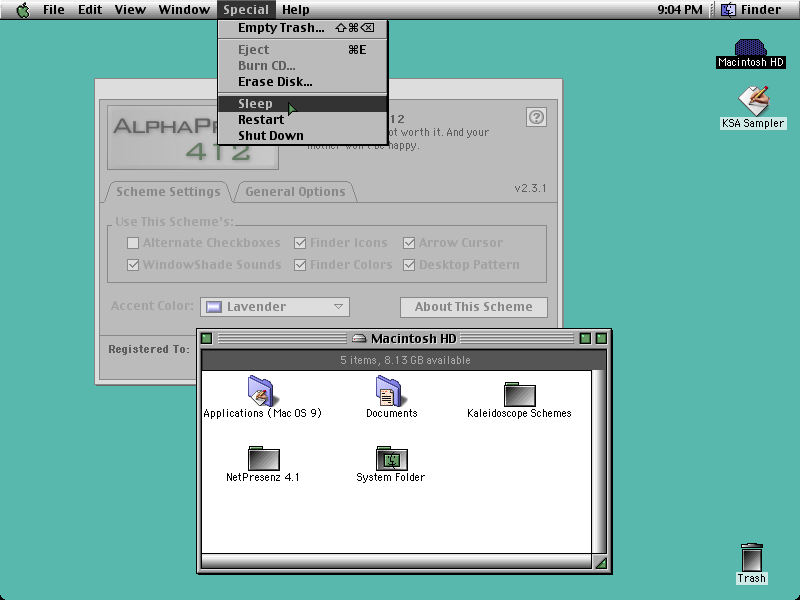 File Edit View Window Special Help 9:04 PM Finder
Empty Trash... ⇧⌘⌫
Eject ⌘E
Burn CD...
Erase Disk...
Sleep
Restart
Shut Down
Macintosh HD
KSA Sampler
ALPHAPR
412
12
ot worth it. And your
mother won't be happy.
?
Scheme Settings General Options v2.3.1
Use This Scheme's:
Alternate Checkboxes Finder Icons Arrow Cursor
WindowShade Sounds Finder Colors Desktop Pattern
Accent Color: Lavender About This Scheme
Registered To:
Macintosh HD
5 items, 8.13 GB available
Applications (Mac OS 9) Documents Kaleidoscope Schemes
NetPresenz 4.1 System Folder
Trash